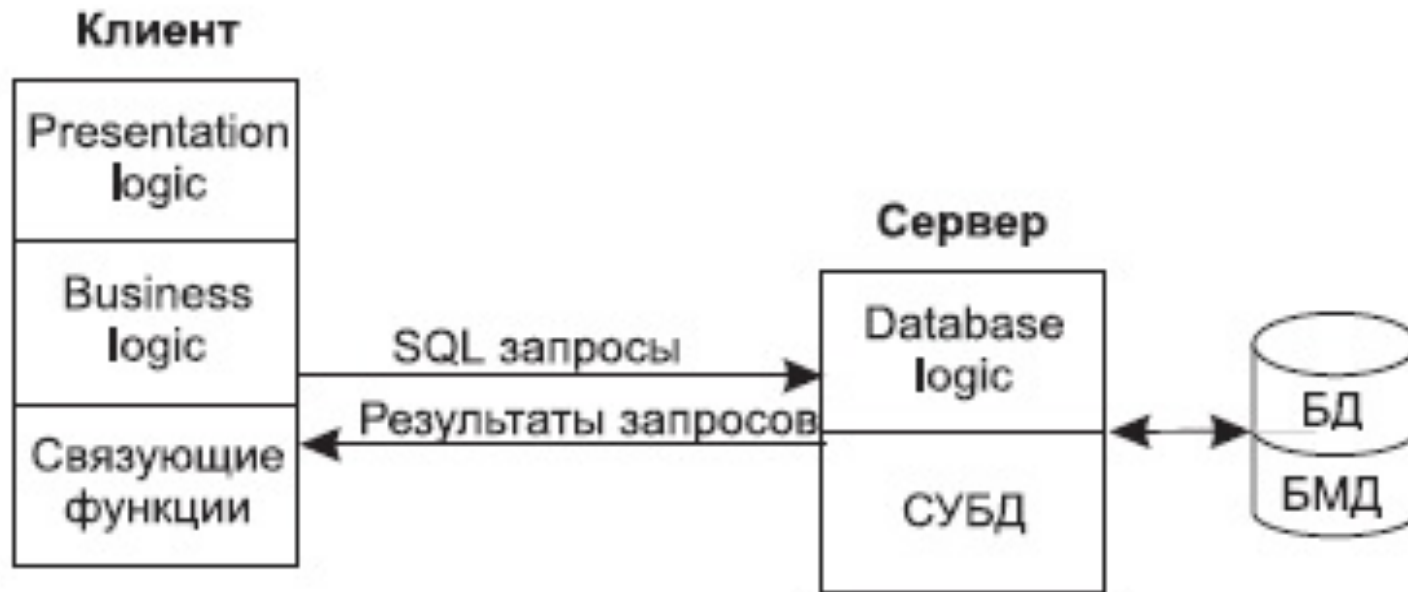 Клиент
Presentation
logic
Business
logic
Связующие
функции
SQL запросы
Результаты запросов
Сервер
Database
logic
СУБД
БД
БМД